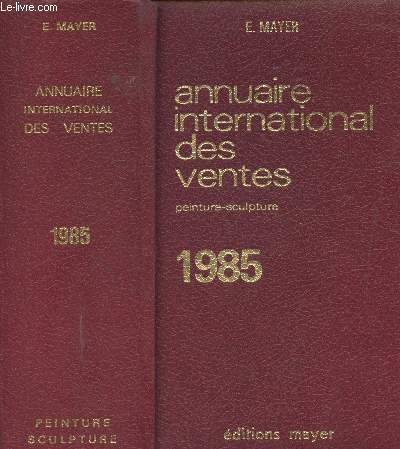 © Le-livre.com
E. MAYER
ANNUAIRE
INTERNATIONAL
DES VENTES
1985
PEINTURE
SCULPTURE
E. MAYER
annuaire
international
des
ventes
peinture-sculpture
1985
éditions mayer